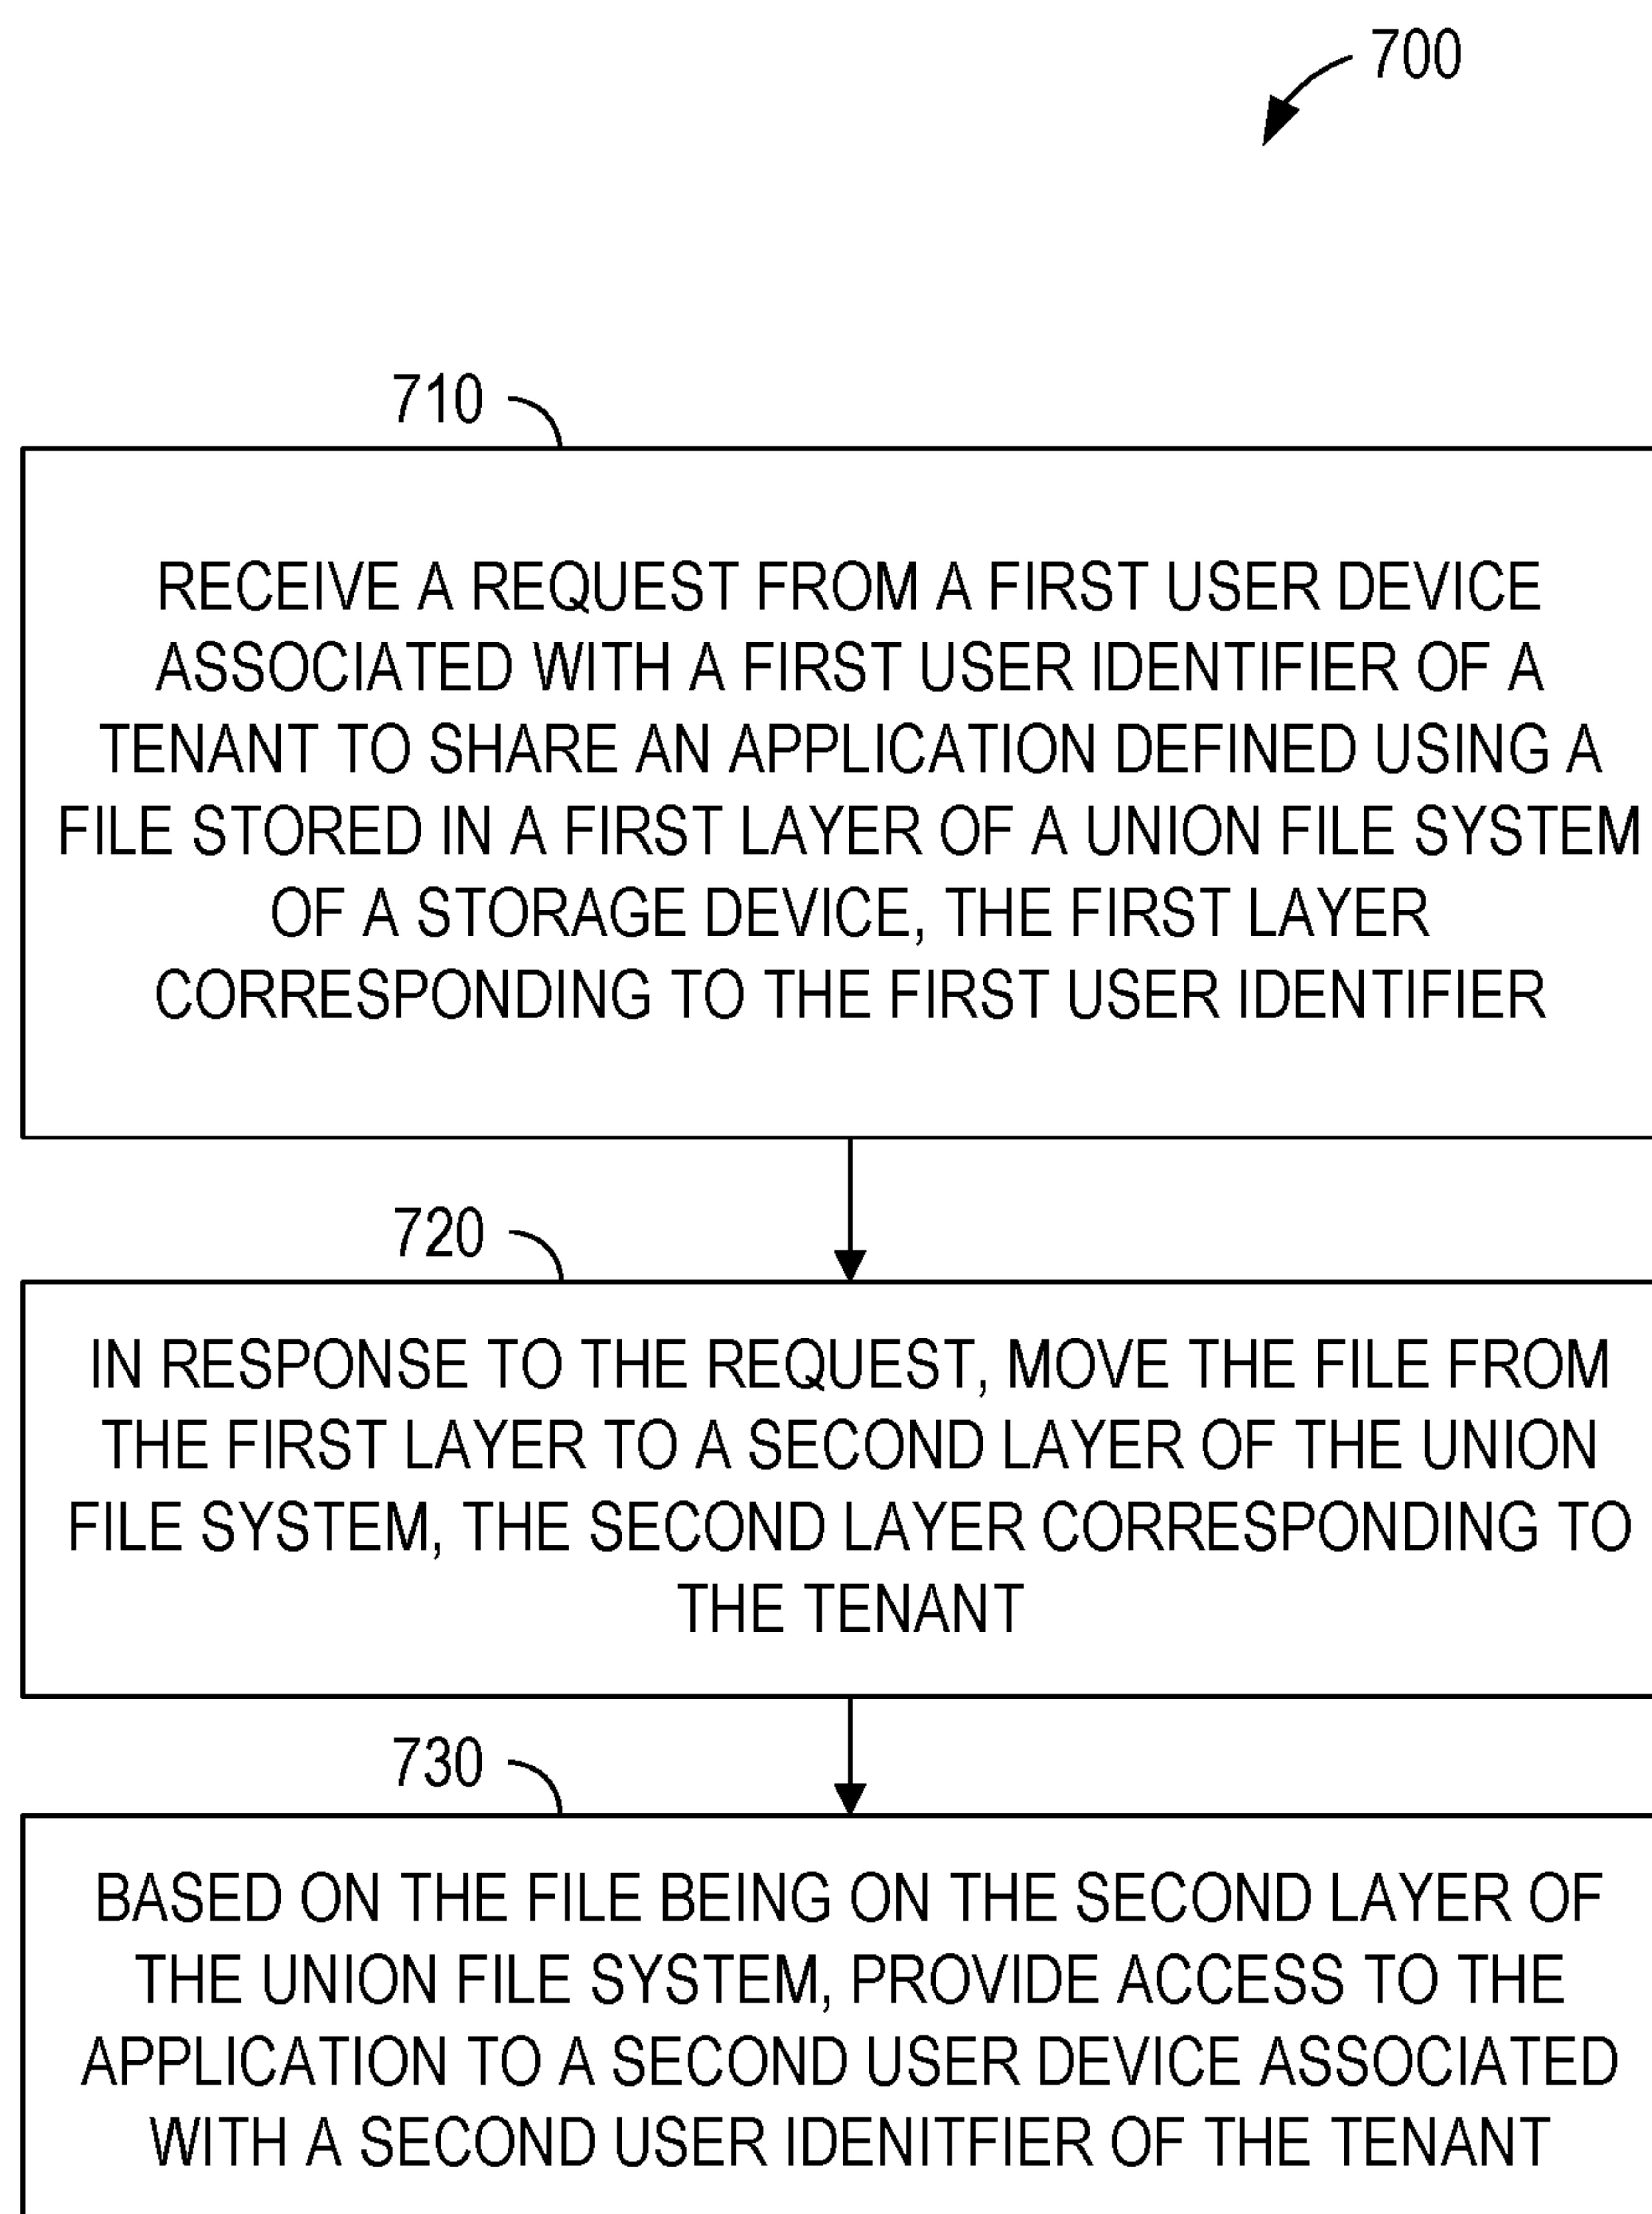 700
710
RECEIVE A REQUEST FROM A FIRST USER DEVICE
ASSOCIATED WITH A FIRST USER IDENTIFIER OF A
TENANT TO SHARE AN APPLICATION DEFINED USING A
FILE STORED IN A FIRST LAYER OF A UNION FILE SYSTEM
OF A STORAGE DEVICE, THE FIRST LAYER
CORRESPONDING TO THE FIRST USER IDENTIFIER
720
IN RESPONSE TO THE REQUEST, MOVE THE FILE FROM
THE FIRST LAYER TO A SECOND LAYER OF THE UNION
FILE SYSTEM, THE SECOND LAYER CORRESPONDING TO
THE TENANT
730
BASED ON THE FILE BEING ON THE SECOND LAYER OF
THE UNION FILE SYSTEM, PROVIDE ACCESS TO THE
APPLICATION TO A SECOND USER DEVICE ASSOCIATED
WITH A SECOND USER IDENITFIER OF THE TENANT